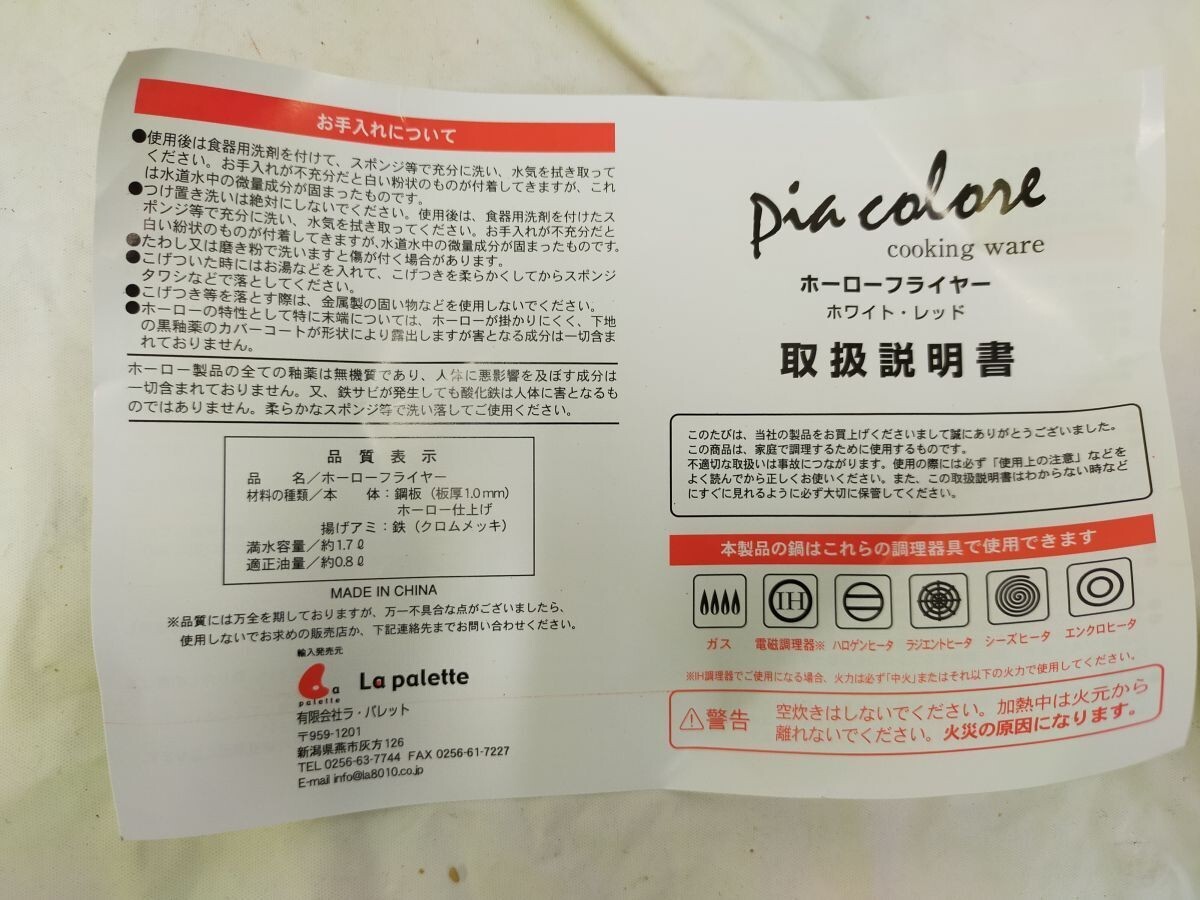 お手入れについて
●使用後は食器用洗剤を付けて、スポンジ等で充分に洗い、水気を拭き取って
ください。お手入れが不充分だと白い粉状のものが付着してきますが、これ
は水道水中の微量成分が固まったものです。
●つけ置き洗いは絶対にしないでください。使用後は、食器用洗剤を付けたス
ポンジ等で充分に洗い、水気を拭き取ってください。お手入れが不充分だと
白い粉状のものが付着してきますが、水道水中の微量成分が固まったものです。
●たわし又は磨き粉で洗いますと傷が付く場合があります。
●こげついた時にはお湯などを入れて、こげつきを柔らかくしてからスポンジ
タワシなどで落としてください。
●こげつき等を落とす際は、金属製の固い物などを使用しないでください。
●ホーローの特性として特に末端については、ホーローが掛かりにくく、下地
の黒釉薬のカバーコートが形状により露出しますが害となる成分は一切含ま
れておりません。
ホーロー製品の全ての釉薬は無機質であり、人体に悪影響を及ぼす成分は
一切含まれておりません。又、鉄サビが発生しても酸化鉄は人体に害となるも
のではありません。柔らかなスポンジ等で洗い落してご使用ください。
品質表示
品 名／ホーローフライヤー
材料の種類／本 体：鋼板（板厚1.0mm）
ホーロー仕上げ
揚げアミ：鉄（クロムメッキ）
満水容量／約1.7ℓ
適正油量／約0.8ℓ
MADE IN CHINA
※品質には万全を期しておりますが、万一不具合な点がございましたら、
使用しないでお求めの販売店か、下記連絡先までお問い合わせください。
輸入発売元
La palette
La palette
有限会社ラ・パレット
〒959-1201
新潟県燕市灰方126
TEL 0256-63-7744 FAX 0256-61-7227
E-mail info@la8010.co.jp
pia colore
cooking ware
ホーローフライヤー
ホワイト・レッド
取扱説明書
このたびは、当社の製品をお買上げくださいまして誠にありがとうございました。
この商品は、家庭で調理するために使用するものです。
不適切な取扱いは事故につながります。使用の際には必ず「使用上の注意」などを
よく読んでから正しくお使いください。また、この取扱説明書はわからない時など
にすぐに見れるように必ず大切に保管してください。
本製品の鍋はこれらの調理器具で使用できます
IH
ガス 電磁調理器※ ハロゲンヒータ ラジエントヒータ シーズヒータ エンクロヒータ
※IH調理器でご使用になる場合、火力は必ず「中火」またはそれ以下の火力で使用してください。
警告 空炊きはしないでください。加熱中は火元から
離れないでください。火災の原因になります。